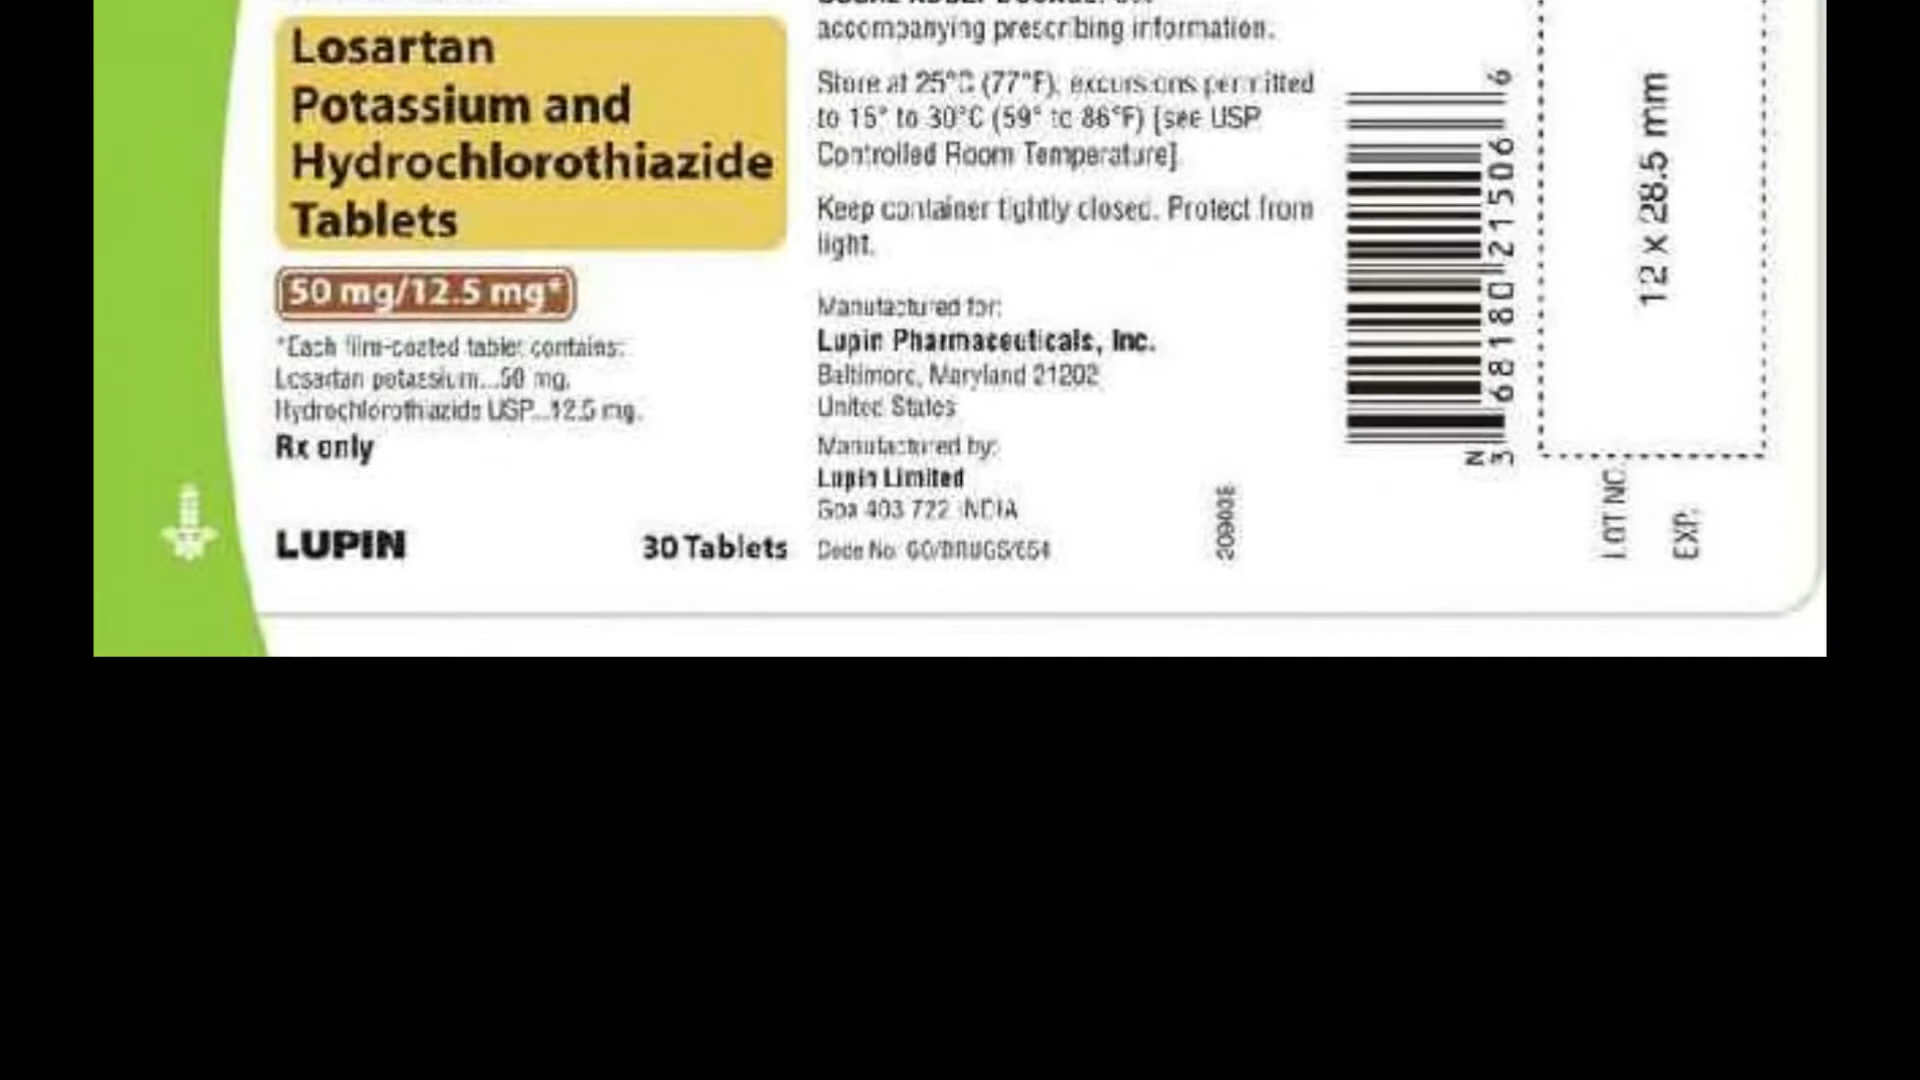 Losartan
Potassium and
Hydrochlorothiazide
Tablets
50 mg/12.5 mg*
*Each film-coated tablet contains:
Losartan potassium...50 mg.
Hydrochlorothiazide USP...12.5 mg.
Rx only
LUPIN
30 Tablets
accompanying prescribing information.
Store at 25°C (77°F), excursions permitted
to 15° to 30°C (59° to 86°F) [see USP
Controlled Room Temperature].
Keep container tightly closed. Protect from
light.
Manufactured for:
Lupin Pharmaceuticals, Inc.
Baltimore, Maryland 21202
United States
Manufactured by:
Lupin Limited
Goa 403 722 INDIA
Code No. GO/DRUGS/654
N
3 68180 21506 6
12 x 28.5 mm
LOT NO.
EXP.